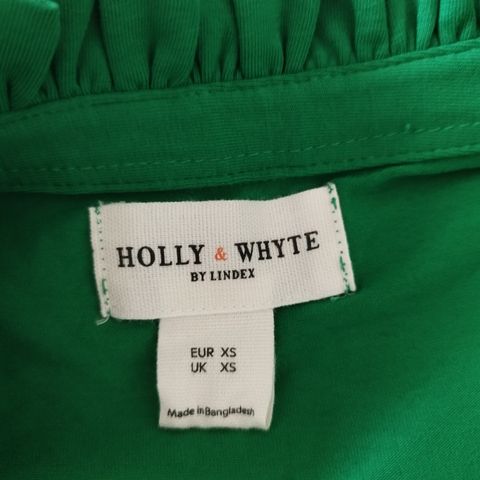 HOLLY & WHYTE
BY LINDEX
EUR XS
UK XS
Made in Bangladesh